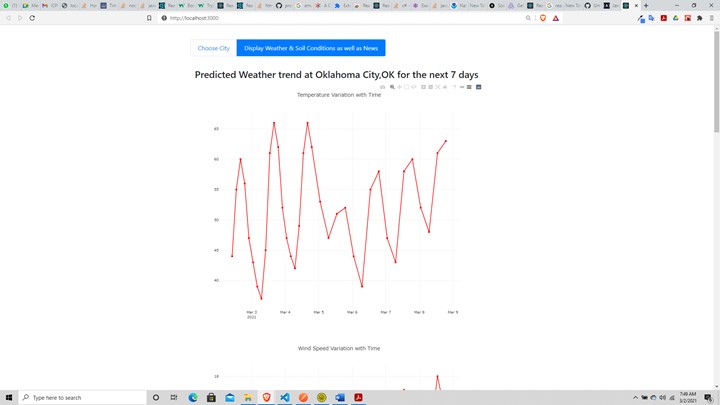 http://localhost:3000
Choose City
Display Weather & Soil Conditions as well as News
Predicted Weather trend at Oklahoma City,OK for the next 7 days
Temperature Variation with Time
65
60
55
50
45
40
Mar 3
2021
Mar 4
Mar 5
Mar 6
Mar 7
Mar 8
Mar 9
Wind Speed Variation with Time
16
Type here to search
7:48 AM
3/2/2021